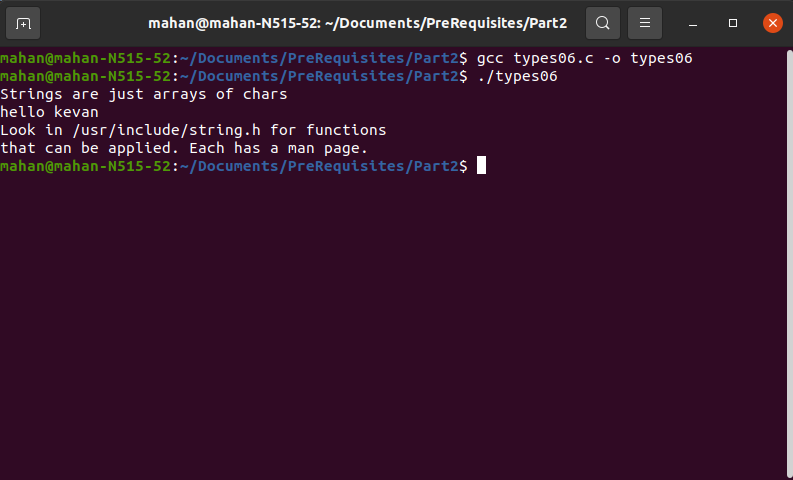 mahan@mahan-N515-52: ~/Documents/PreRequisites/Part2
mahan@mahan-N515-52:~/Documents/PreRequisites/Part2$ gcc types06.c -o types06
mahan@mahan-N515-52:~/Documents/PreRequisites/Part2$ ./types06
Strings are just arrays of chars
hello kevan
Look in /usr/include/string.h for functions
that can be applied. Each has a man page.
mahan@mahan-N515-52:~/Documents/PreRequisites/Part2$